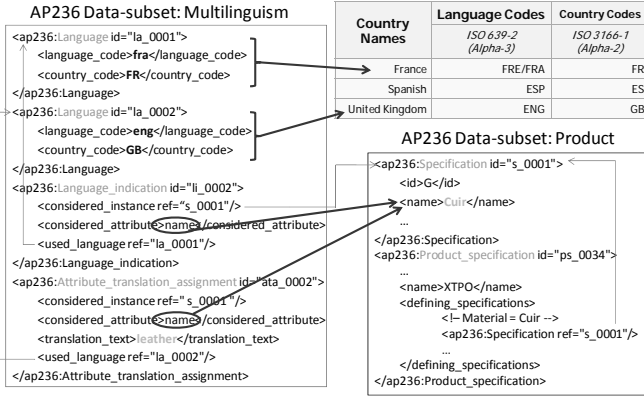 AP236 Data-subset: Multilinguism
<ap236:Language id="la_0001">
<language_code>fra</language_code>
<country_code>FR</country_code>
</ap236:Language>
<ap236:Language id="la_0002">
<language_code>eng</language_code>
<country_code>GB</country_code>
</ap236:Language>
<ap236:Language_indication id="li_0002">
<considered_instance ref="s_0001"/>
<considered_attribute>name</considered_attribute>
<used_language ref="la_0001"/>
</ap236:Language_indication>
<ap236:Attribute_translation_assignment id="ata_0002">
<considered_instance ref=" s_0001"/>
<considered_attribute>name</considered_attribute>
<translation_text>leather</translation_text>
<used_language ref="la_0002"/>
</ap236:Attribute_translation_assignment>
Country Names Language Codes Country Codes
ISO 639-2 (Alpha-3) ISO 3166-1 (Alpha-2)
France FRE/FRA FR
Spanish ESP ES
United Kingdom ENG GB
AP236 Data-subset: Product
<ap236:Specification id="s_0001">
<id>G</id>
<name>Cuir</name>
...
</ap236:Specification>
<ap236:Product_specification id="ps_0034">
...
<name>XTPO</name>
<defining_specifications>
<!– Material = Cuir -->
<ap236:Specification ref="s_0001"/>
...
</defining_specifications>
</ap236:Product_specification>